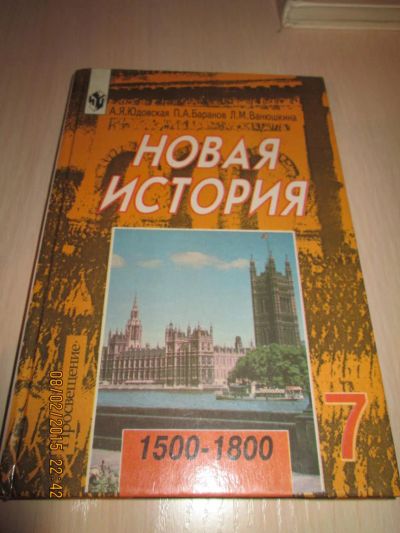 А.Я.Юдовская П.А.Баранов Л.М.Ванюшкина
НОВАЯ
ИСТОРИЯ
Просвещение
7
1500-1800
08/02/2015 22:42